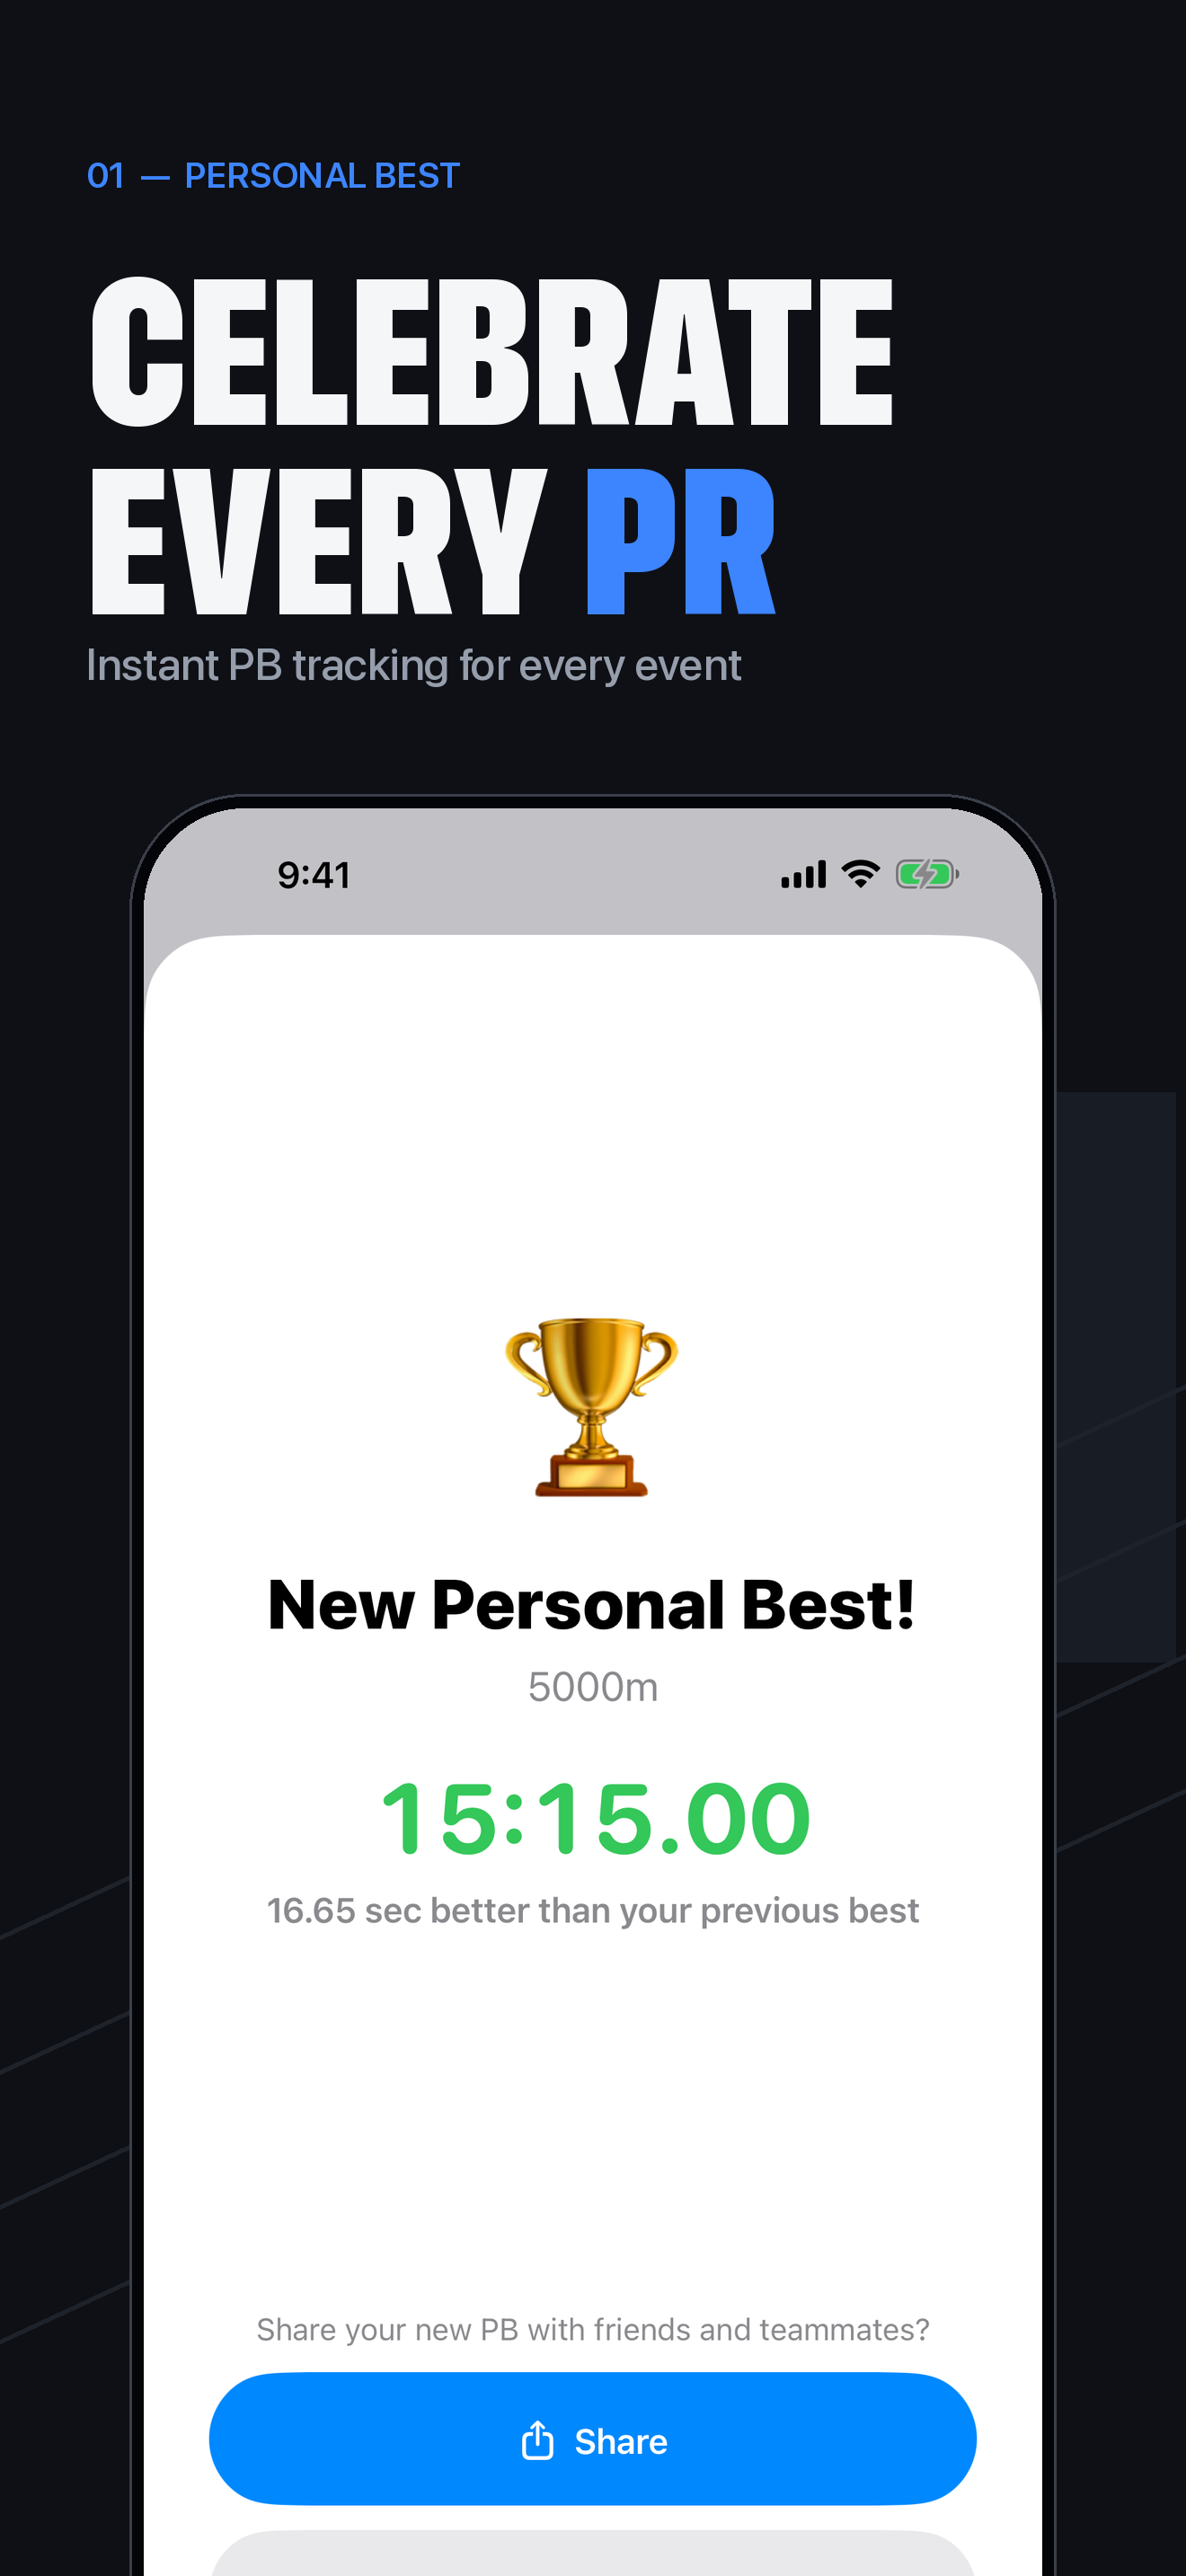 01 — PERSONAL BEST
CELEBRATE
EVERY PR
Instant PB tracking for every event
9:41
New Personal Best!
5000m
15:15.00
16.65 sec better than your previous best
Share your new PB with friends and teammates?
Share